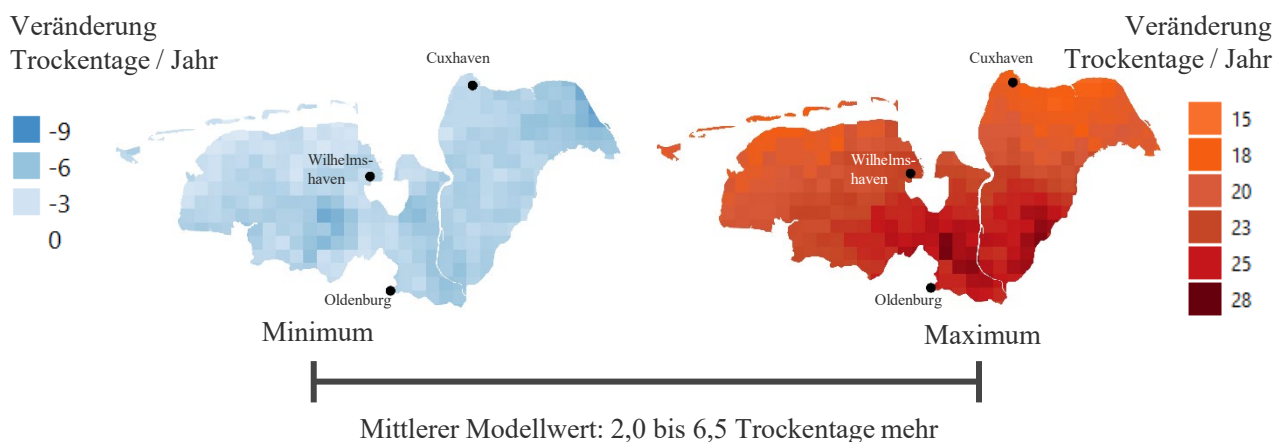 Veränderung
Trockentage / Jahr
-9
-6
-3
0
Cuxhaven
Wilhelms-
haven
Oldenburg
Minimum
Veränderung
Trockentage / Jahr
15
18
20
23
25
28
Cuxhaven
Wilhelms-
haven
Oldenburg
Maximum
Mittlerer Modellwert: 2,0 bis 6,5 Trockentage mehr